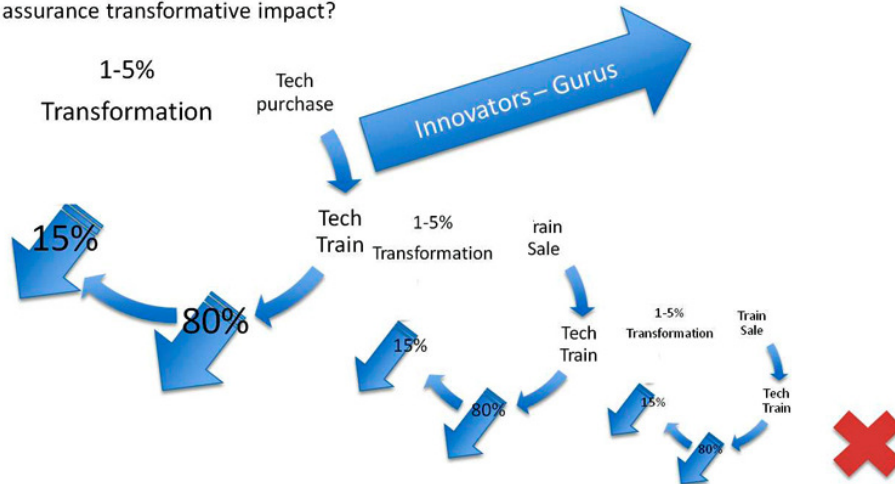 assurance transformative impact?
1-5%
Transformation
Tech
purchase
Innovators – Gurus
15%
80%
Tech
Train
1-5%
Transformation
rain
Sale
15%
80%
Tech
Train
1-5%
Transformation
Train
Sale
15%
80%
Tech
Train